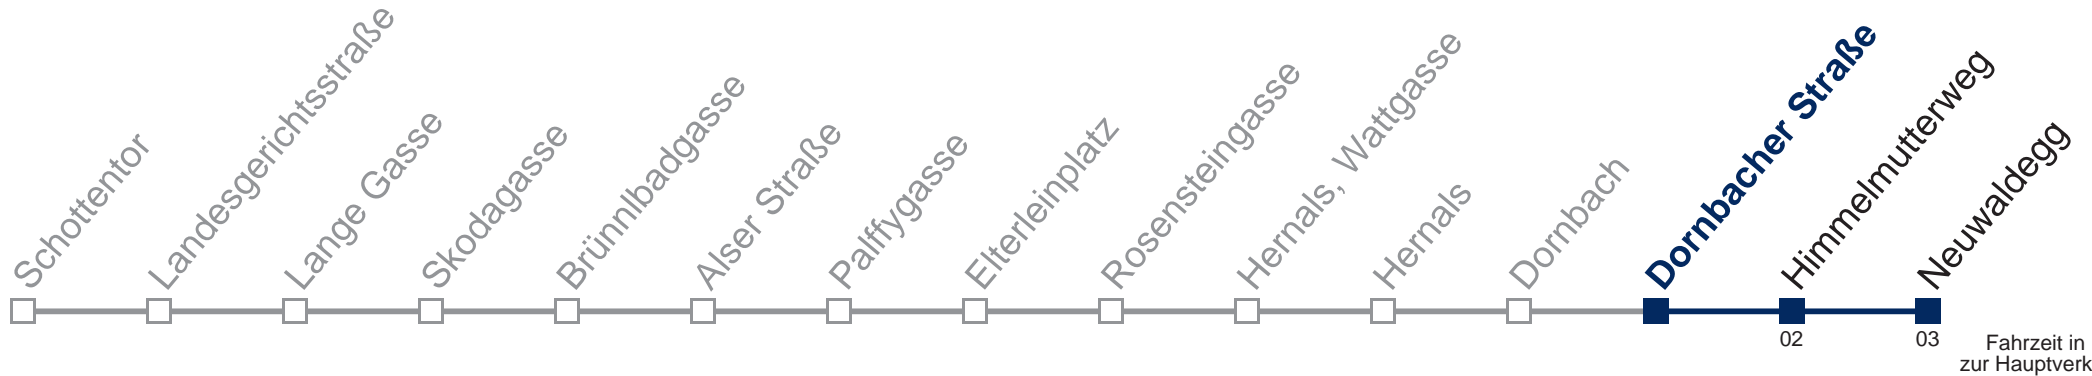 Schottentor
Landesgerichtsstraße
Lange Gasse
Skodagasse
Brünnlbadgasse
Alser Straße
Palffygasse
Elterleinplatz
Rosensteingasse
Hernals, Wattgasse
Hernals
Dornbach
Dornbacher Straße
Himmelmutterweg
Neuwaldegg
02
03
Fahrzeit in
zur Hauptverk